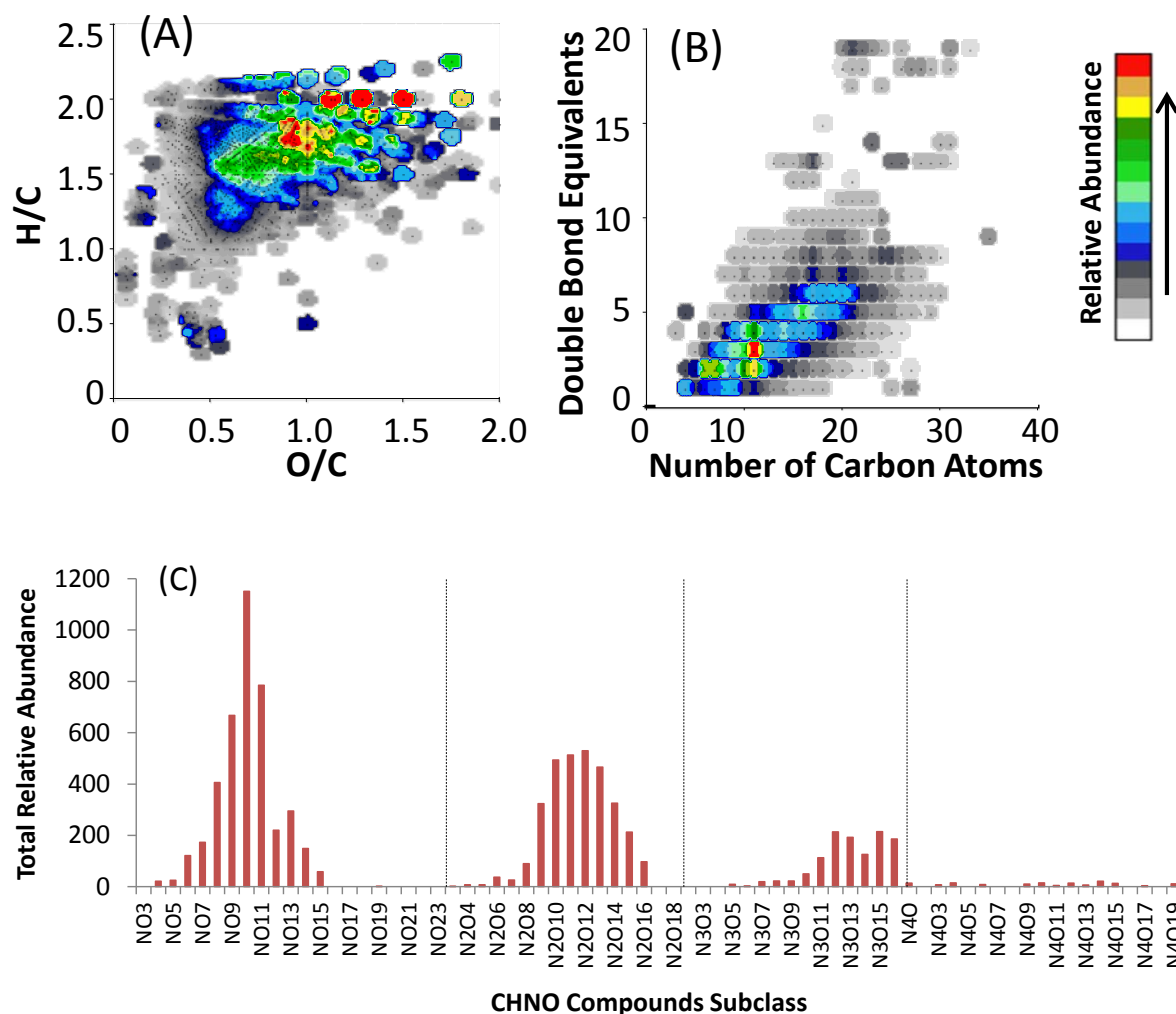 (A)
H/C
2.5
2.0
1.5
1.0
0.5
0
0 0.5 1.0 1.5 2.0
O/C
(B)
Double Bond Equivalents
20
15
10
5
0
0 10 20 30 40
Number of Carbon Atoms
Relative Abundance
(C)
Total Relative Abundance
1200
1000
800
600
400
200
0
NO3 NO5 NO7 NO9 NO11 NO13 NO15 NO17 NO19 NO21 NO23 N2O4 N2O6 N2O8 N2O10 N2O12 N2O14 N2O16 N2O18 N3O3 N3O5 N3O7 N3O9 N3O11 N3O13 N3O15 N4O N4O3 N4O5 N4O7 N4O9 N4O11 N4O13 N4O15 N4O17 N4O19
CHNO Compounds Subclass